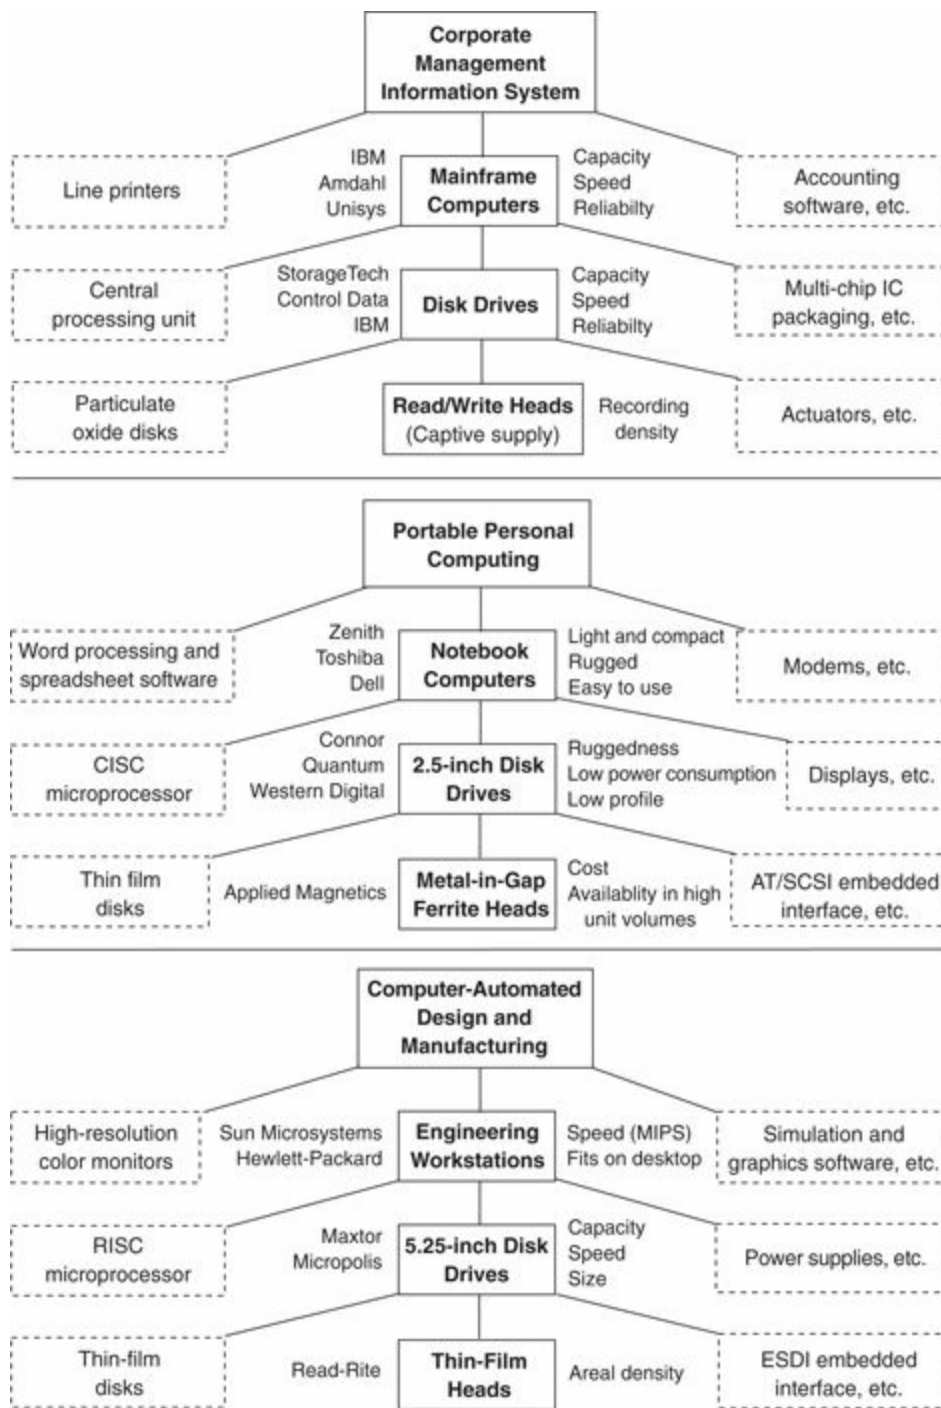 Corporate
Management
Information System
Line printers
IBM
Amdahl
Unisys
Mainframe
Computers
Capacity
Speed
Reliabilty
Accounting
software, etc.
Central
processing unit
StorageTech
Control Data
IBM
Disk Drives
Capacity
Speed
Reliabilty
Multi-chip IC
packaging, etc.
Particulate
oxide disks
Read/Write Heads
(Captive supply)
Recording
density
Actuators, etc.
Portable Personal
Computing
Word processing and
spreadsheet software
Zenith
Toshiba
Dell
Notebook
Computers
Light and compact
Rugged
Easy to use
Modems, etc.
CISC
microprocessor
Connor
Quantum
Western Digital
2.5-inch Disk
Drives
Ruggedness
Low power consumption
Low profile
Displays, etc.
Thin film
disks
Applied Magnetics
Metal-in-Gap
Ferrite Heads
Cost
Availablity in high
unit volumes
AT/SCSI embedded
interface, etc.
Computer-Automated
Design and
Manufacturing
High-resolution
color monitors
Sun Microsystems
Hewlett-Packard
Engineering
Workstations
Speed (MIPS)
Fits on desktop
Simulation and
graphics software, etc.
RISC
microprocessor
Maxtor
Micropolis
5.25-inch Disk
Drives
Capacity
Speed
Size
Power supplies, etc.
Thin-film
disks
Read-Rite
Thin-Film
Heads
Areal density
ESDI embedded
interface, etc.